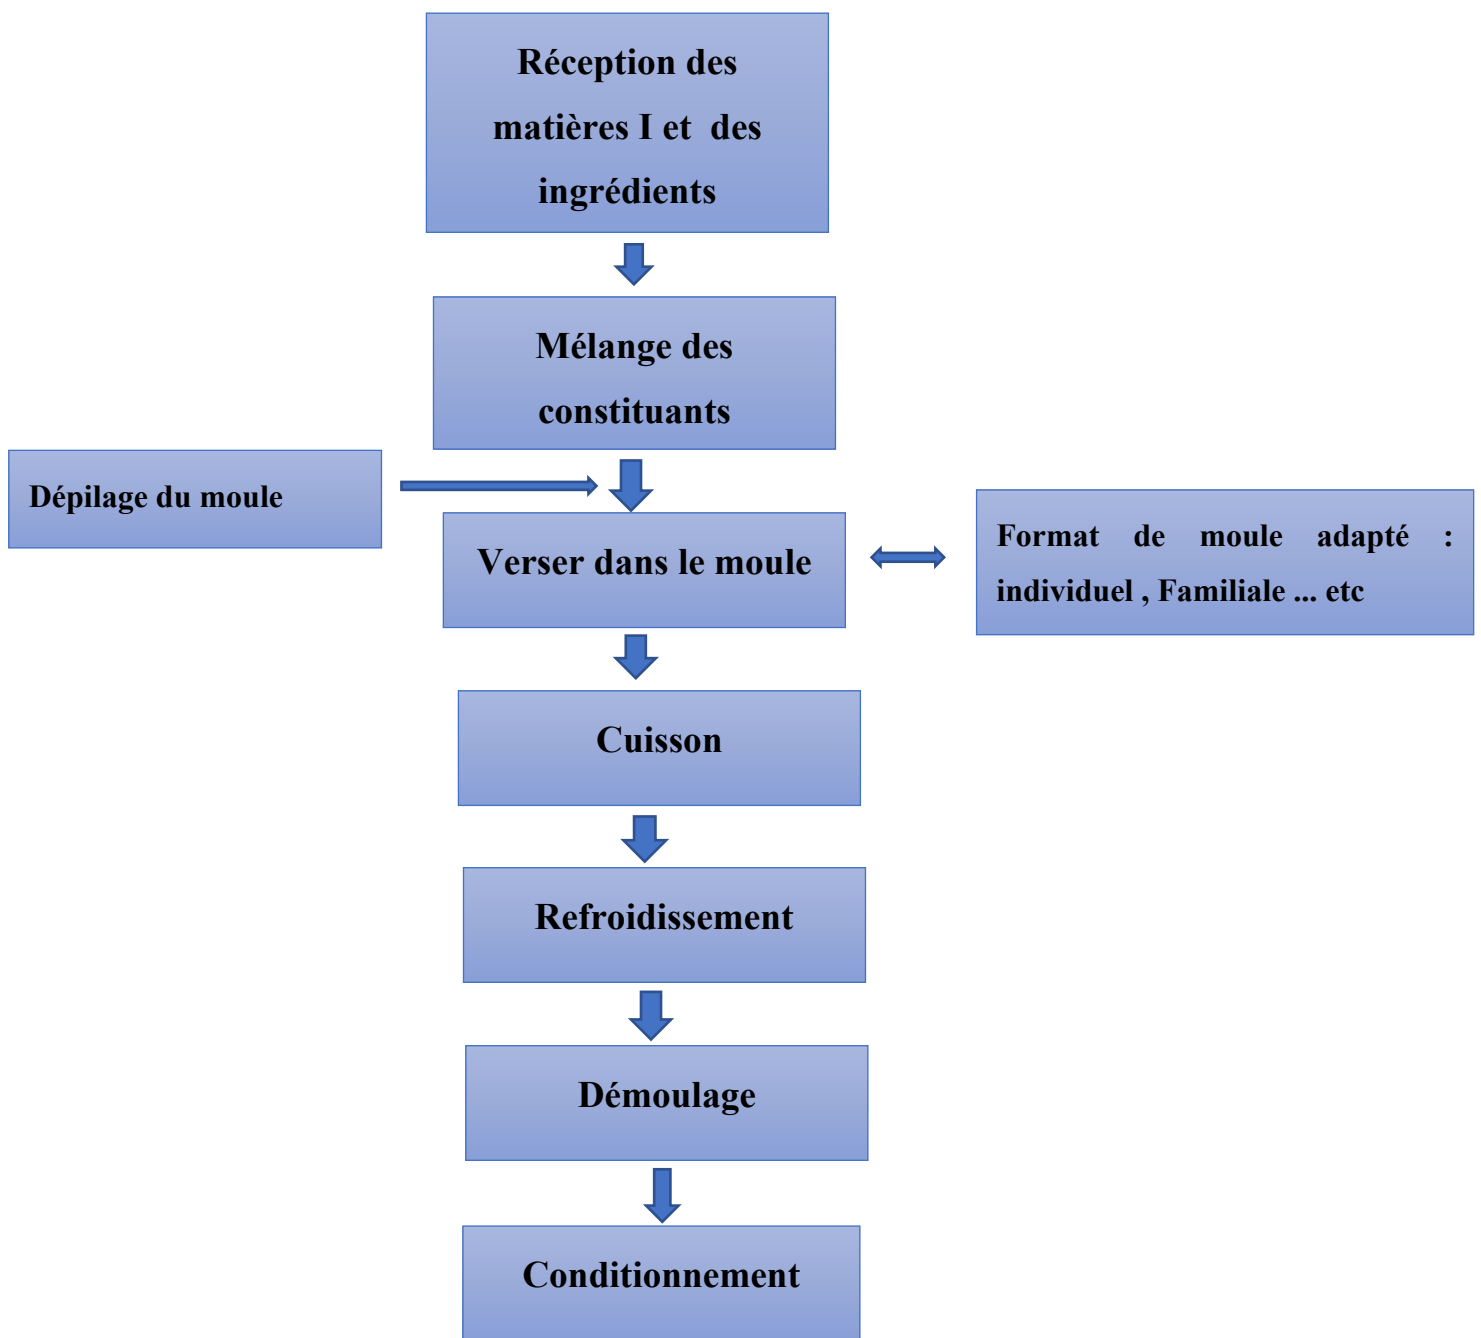 Réception des
matières I et des
ingrédients
Mélange des
constituants
Dépilage du moule
Verser dans le moule
Format de moule adapté :
individuel , Familiale ... etc
Cuisson
Refroidissement
Démoulage
Conditionnement